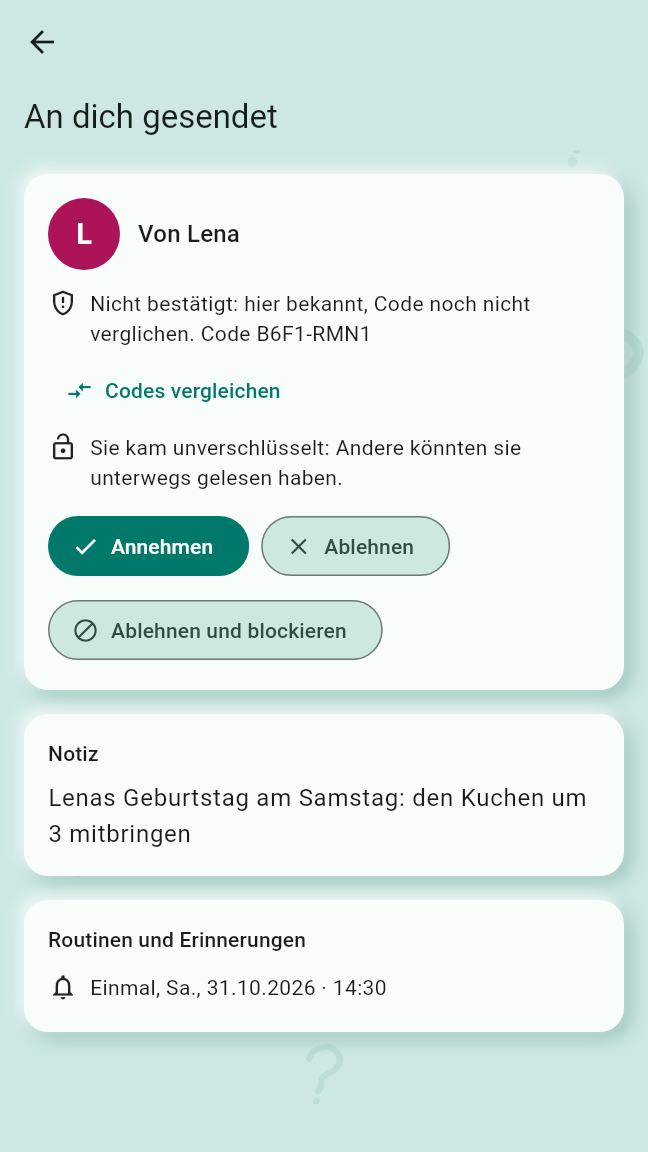 An dich gesendet
L
Von Lena
Nicht bestätigt: hier bekannt, Code noch nicht
verglichen. Code B6F1-RMN1
Codes vergleichen
Sie kam unverschlüsselt: Andere könnten sie
unterwegs gelesen haben.
Annehmen
Ablehnen
Ablehnen und blockieren
Notiz
Lenas Geburtstag am Samstag: den Kuchen um
3 mitbringen
Routinen und Erinnerungen
Einmal, Sa., 31.10.2026 · 14:30
?